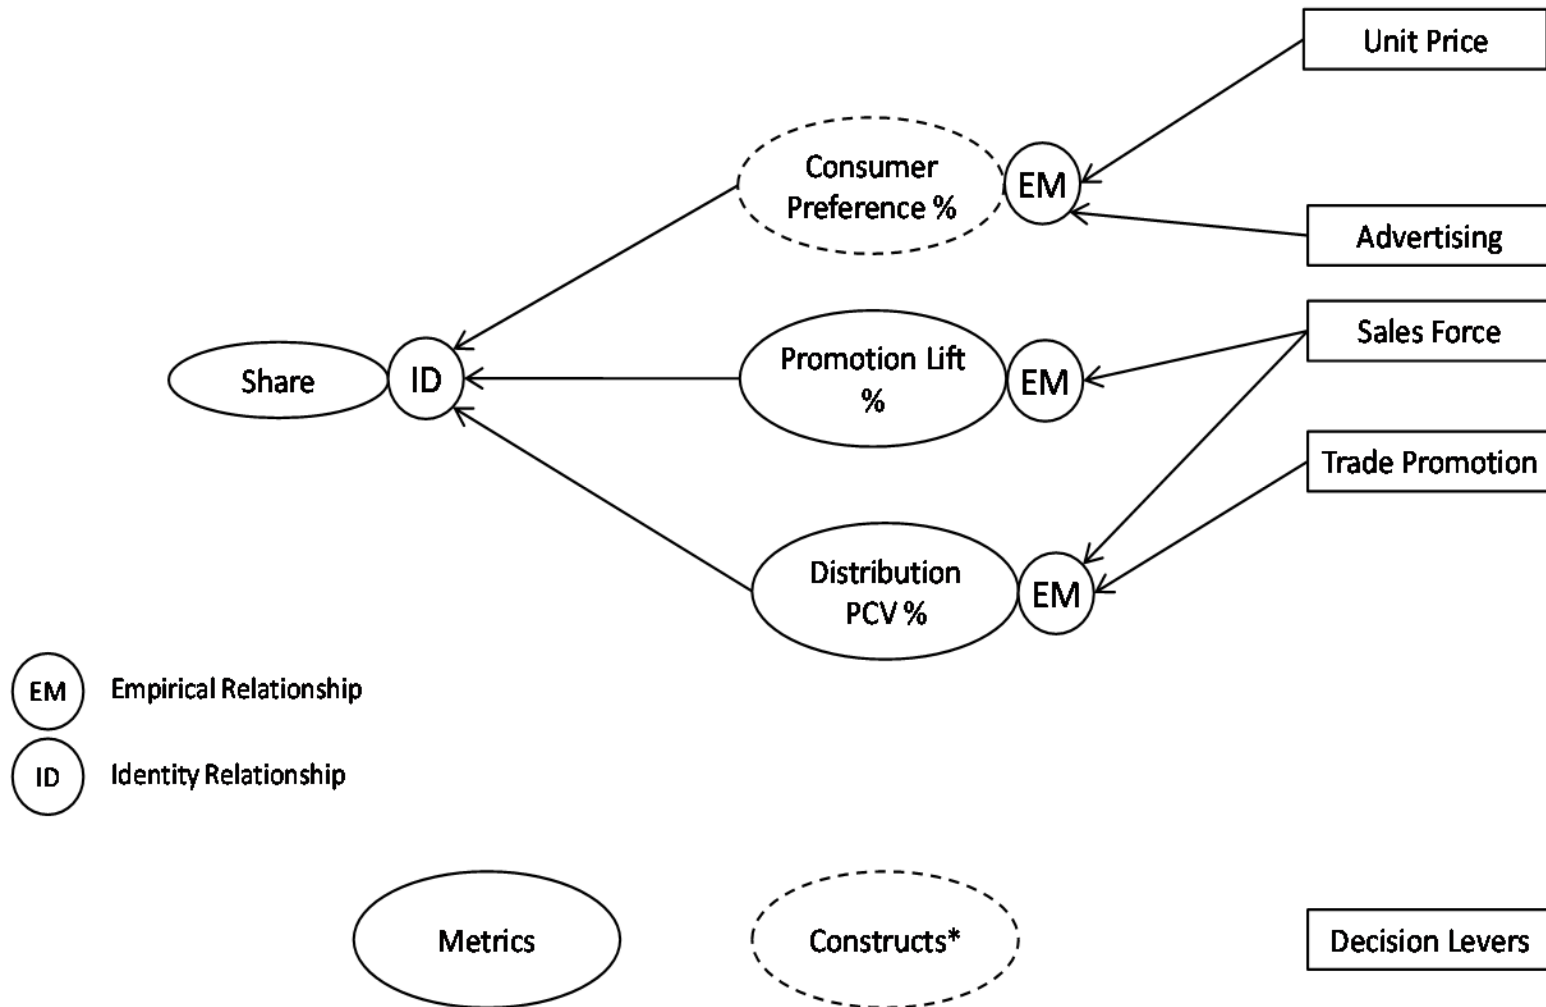 Unit Price
Consumer
Preference %
EM
Advertising
Sales Force
Share
ID
Promotion Lift
%
EM
Trade Promotion
Distribution
PCV %
EM
EM
Empirical Relationship
ID
Identity Relationship
Metrics
Constructs*
Decision Levers